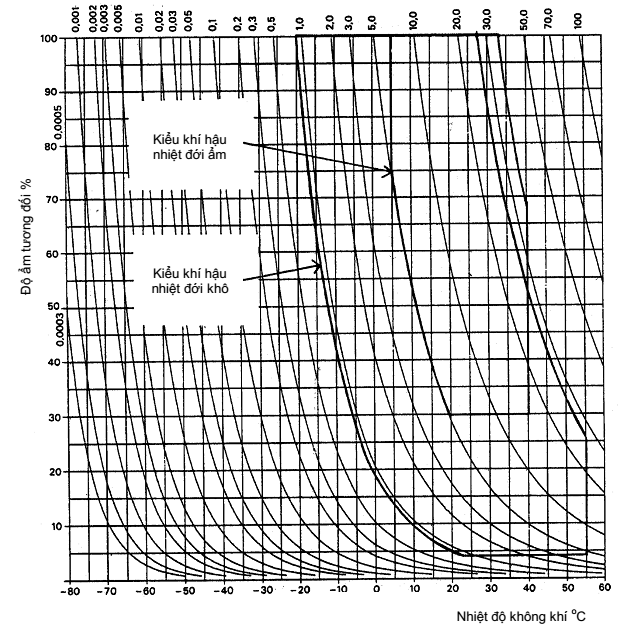 0,001 0,002 0,003 0,005 0,01 0,02 0,03 0,05 0,1 0,2 0,3 0,5 1,0 2,0 3,0 5,0 10,0 20,0 30,0 50,0 70,0 100
100
90
0,0005
80
70
60
50
0,0003
40
30
20
10
Độ ẩm tương đối %
Kiểu khí hậu
nhiệt đới ẩm
Kiểu khí hậu
nhiệt đới khô
−80 −70 −60 −50 −40 −30 −20 −10 0 10 20 30 40 50 60
Nhiệt độ không khí °C